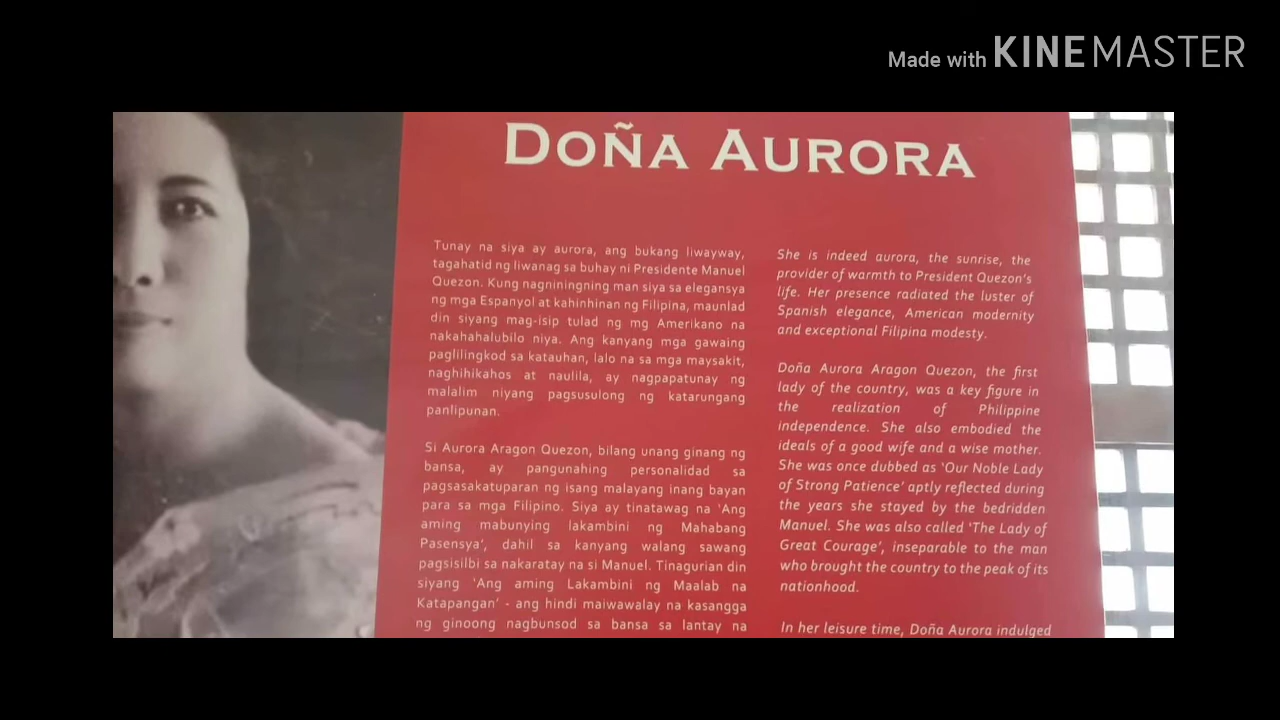 Made with KINEMASTER
DOÑA AURORA
Tunay na siya ay aurora, ang bukang liwayway,
tagahatid ng liwanag sa buhay ni Presidente Manuel
Quezon. Kung nagniningning man siya sa elegansya
ng mga Espanyol at kahinhinan ng Filipina, maunlad
din siyang mag-isip tulad ng mg Amerikano na
nakahahalubilo niya. Ang kanyang mga gawaing
paglilingkod sa katauhan, lalo na sa mga maysakit,
naghihikahos at naulila, ay nagpapatunay ng
malalim niyang pagsusulong ng katarungang
panlipunan.
Si Aurora Aragon Quezon, bilang unang ginang ng
bansa, ay pangunahing personalidad sa
pagsasakatuparan ng isang malayang inang bayan
para sa mga Filipino. Siya ay tinatawag na 'Ang
aming mabunying lakambini ng Mahabang
Pasensya', dahil sa kanyang walang sawang
pagsisilbi sa nakaratay na si Manuel. Tinagurian din
siyang 'Ang aming Lakambini ng Maalab na
Katapangan' - ang hindi maiwawalay na kasangga
ng ginoong nagbunsod sa bansa sa lantay na
She is indeed aurora, the sunrise, the
provider of warmth to President Quezon's
life. Her presence radiated the luster of
Spanish elegance, American modernity
and exceptional Filipina modesty.
Doña Aurora Aragon Quezon, the first
lady of the country, was a key figure in
the realization of Philippine
independence. She also embodied the
ideals of a good wife and a wise mother.
She was once dubbed as 'Our Noble Lady
of Strong Patience' aptly reflected during
the years she stayed by the bedridden
Manuel. She was also called 'The Lady of
Great Courage', inseparable to the man
who brought the country to the peak of its
nationhood.
In her leisure time, Doña Aurora indulged